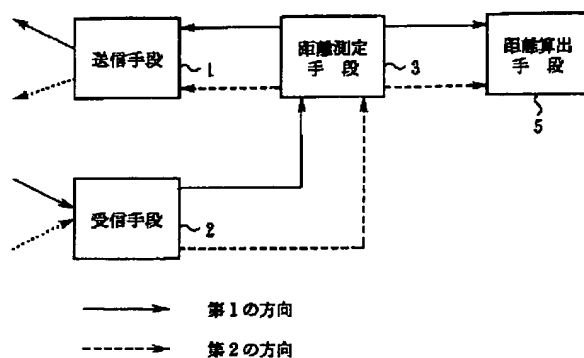 送信手段
1
距離測定
手 段
3
距離算出
手 段
5
受信手段
2
第1の方向
第2の方向